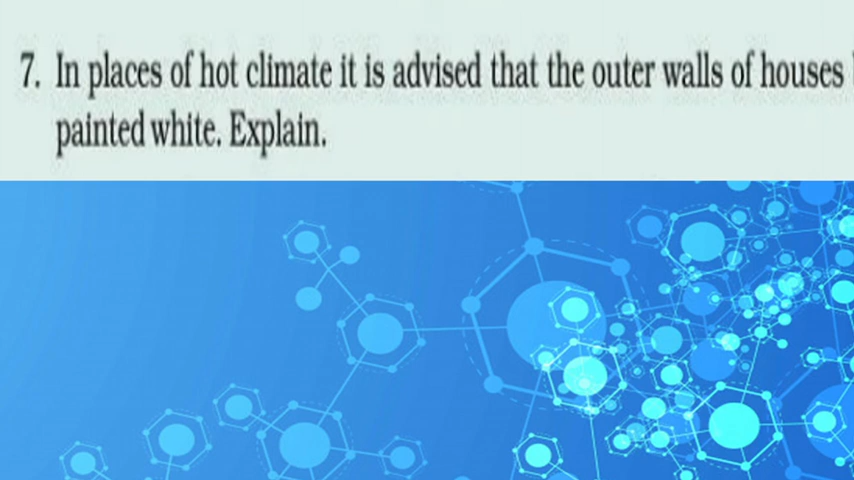 7. In places of hot climate it is advised that the outer walls of houses
painted white. Explain.